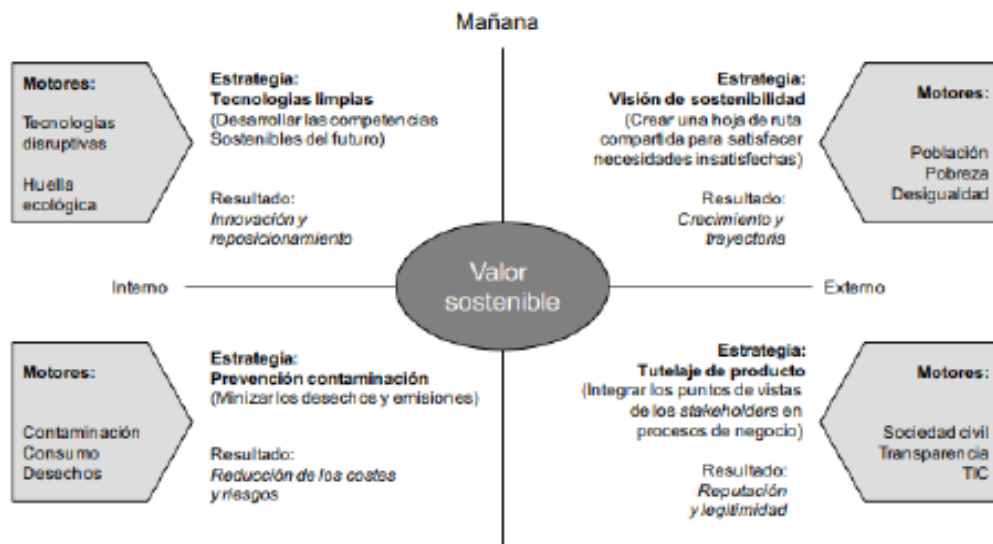 Mañana
Motores:
Tecnologías
disruptivas
Huella
ecológica
Estrategia:
Tecnologías limpias
(Desarrollar las competencias
Sostenibles del futuro)
Resultado:
Innovación y
reposicionamiento
Estrategia:
Visión de sostenibilidad
(Crear una hoja de ruta
compartida para satisfacer
necesidades insatisfechas)
Resultado:
Crecimiento y
trayectoria
Motores:
Población
Pobreza
Desigualdad
Interno
Valor
sostenible
Externo
Motores:
Contaminación
Consumo
Desechos
Estrategia:
Prevención contaminación
(Minizar los desechos y emisiones)
Resultado:
Reducción de los costes
y riesgos
Estrategia:
Tutelaje de producto
(Integrar los puntos de vistas
de los stakeholders en
procesos de negocio)
Resultado:
Reputación
y legitimidad
Motores:
Sociedad civil
Transparencia
TIC